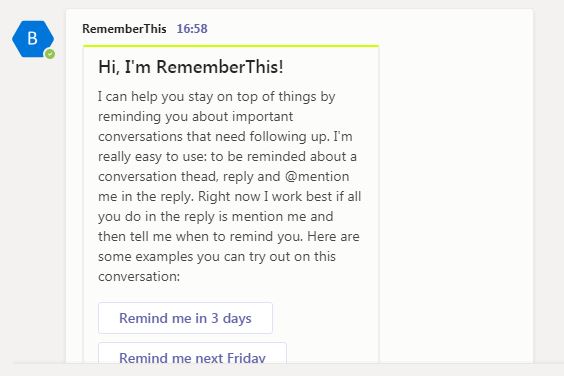 B
RememberThis 16:58
Hi, I'm RememberThis!
I can help you stay on top of things by
reminding you about important
conversations that need following up. I'm
really easy to use: to be reminded about a
conversation thead, reply and @mention
me in the reply. Right now I work best if all
you do in the reply is mention me and
then tell me when to remind you. Here are
some examples you can try out on this
conversation:
Remind me in 3 days
Remind me next Friday